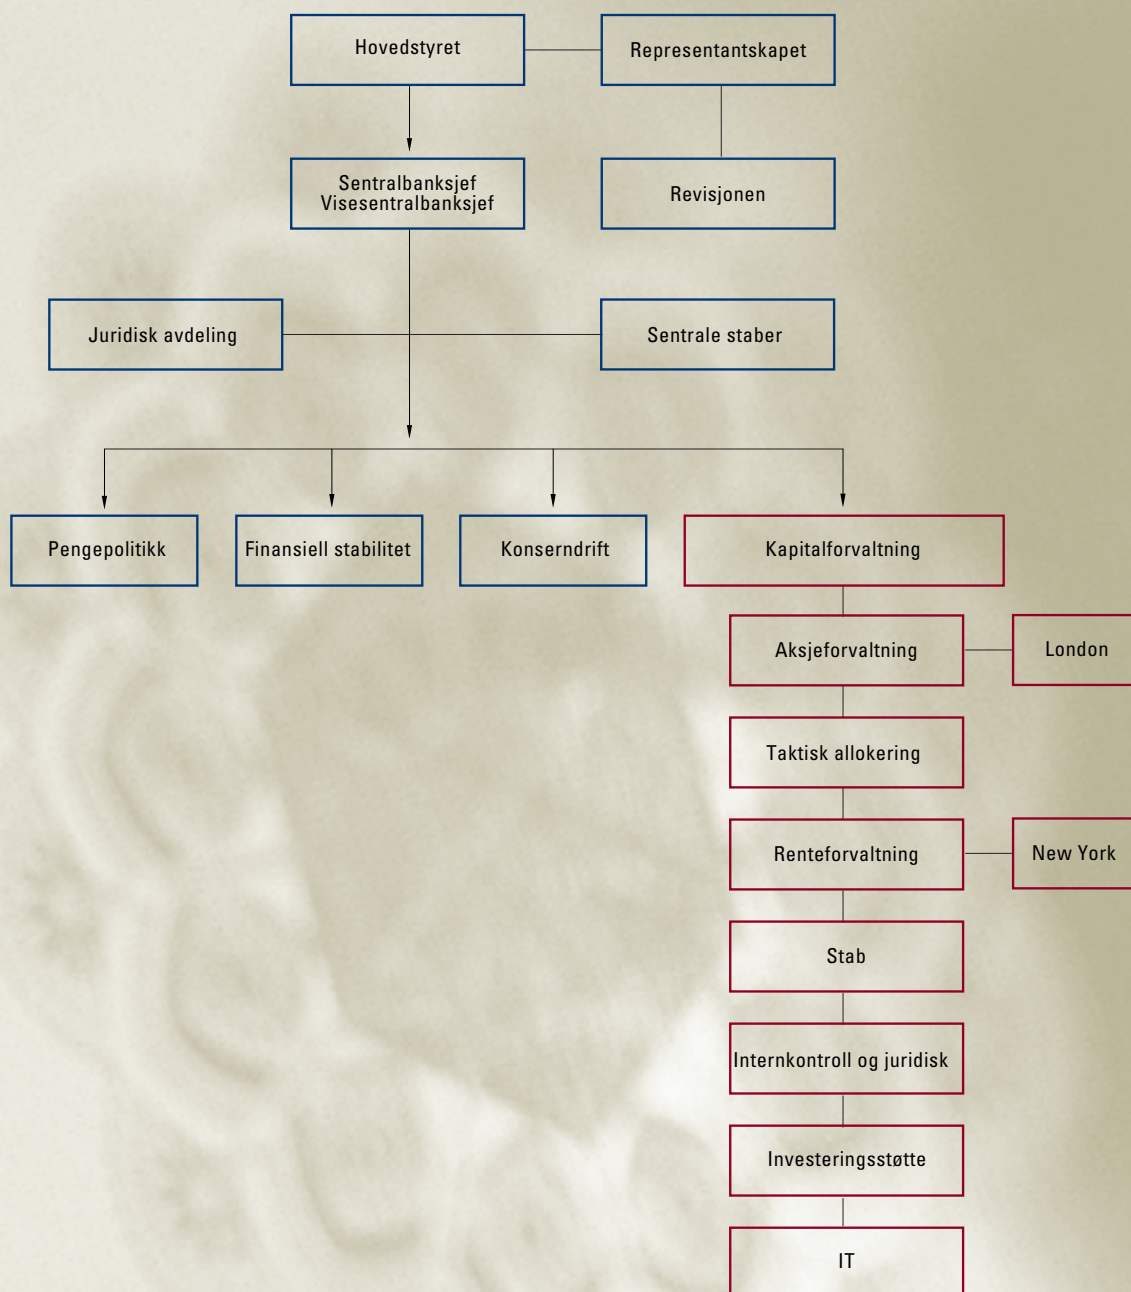 Hovedstyret
Representantskapet
Sentralbanksjef
Visesentralbanksjef
Revisjonen
Juridisk avdeling
Sentrale staber
Pengepolitikk
Finansiell stabilitet
Konserndrift
Kapitalforvaltning
Aksjeforvaltning
London
Taktisk allokering
Renteforvaltning
New York
Stab
Internkontroll og juridisk
Investeringsstøtte
IT